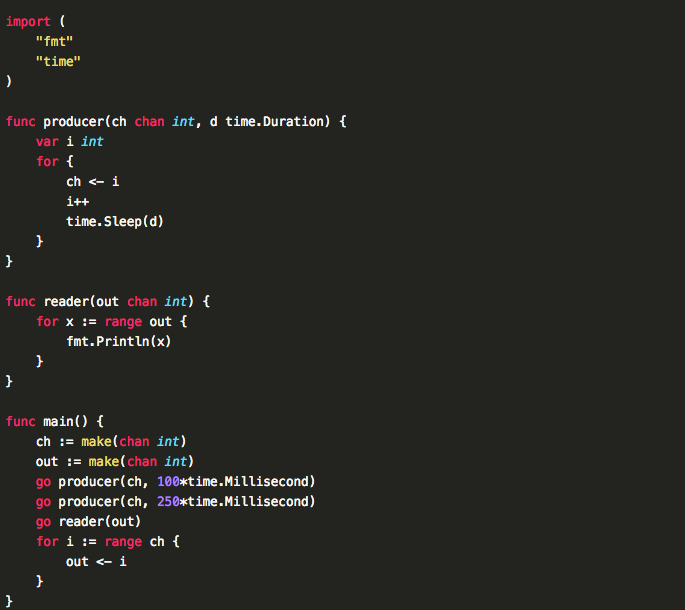 import (
    "fmt"
    "time"
)

func producer(ch chan int, d time.Duration) {
    var i int
    for {
        ch <- i
        i++
        time.Sleep(d)
    }
}

func reader(out chan int) {
    for x := range out {
        fmt.Println(x)
    }
}

func main() {
    ch := make(chan int)
    out := make(chan int)
    go producer(ch, 100*time.Millisecond)
    go producer(ch, 250*time.Millisecond)
    go reader(out)
    for i := range ch {
        out <- i
    }
}